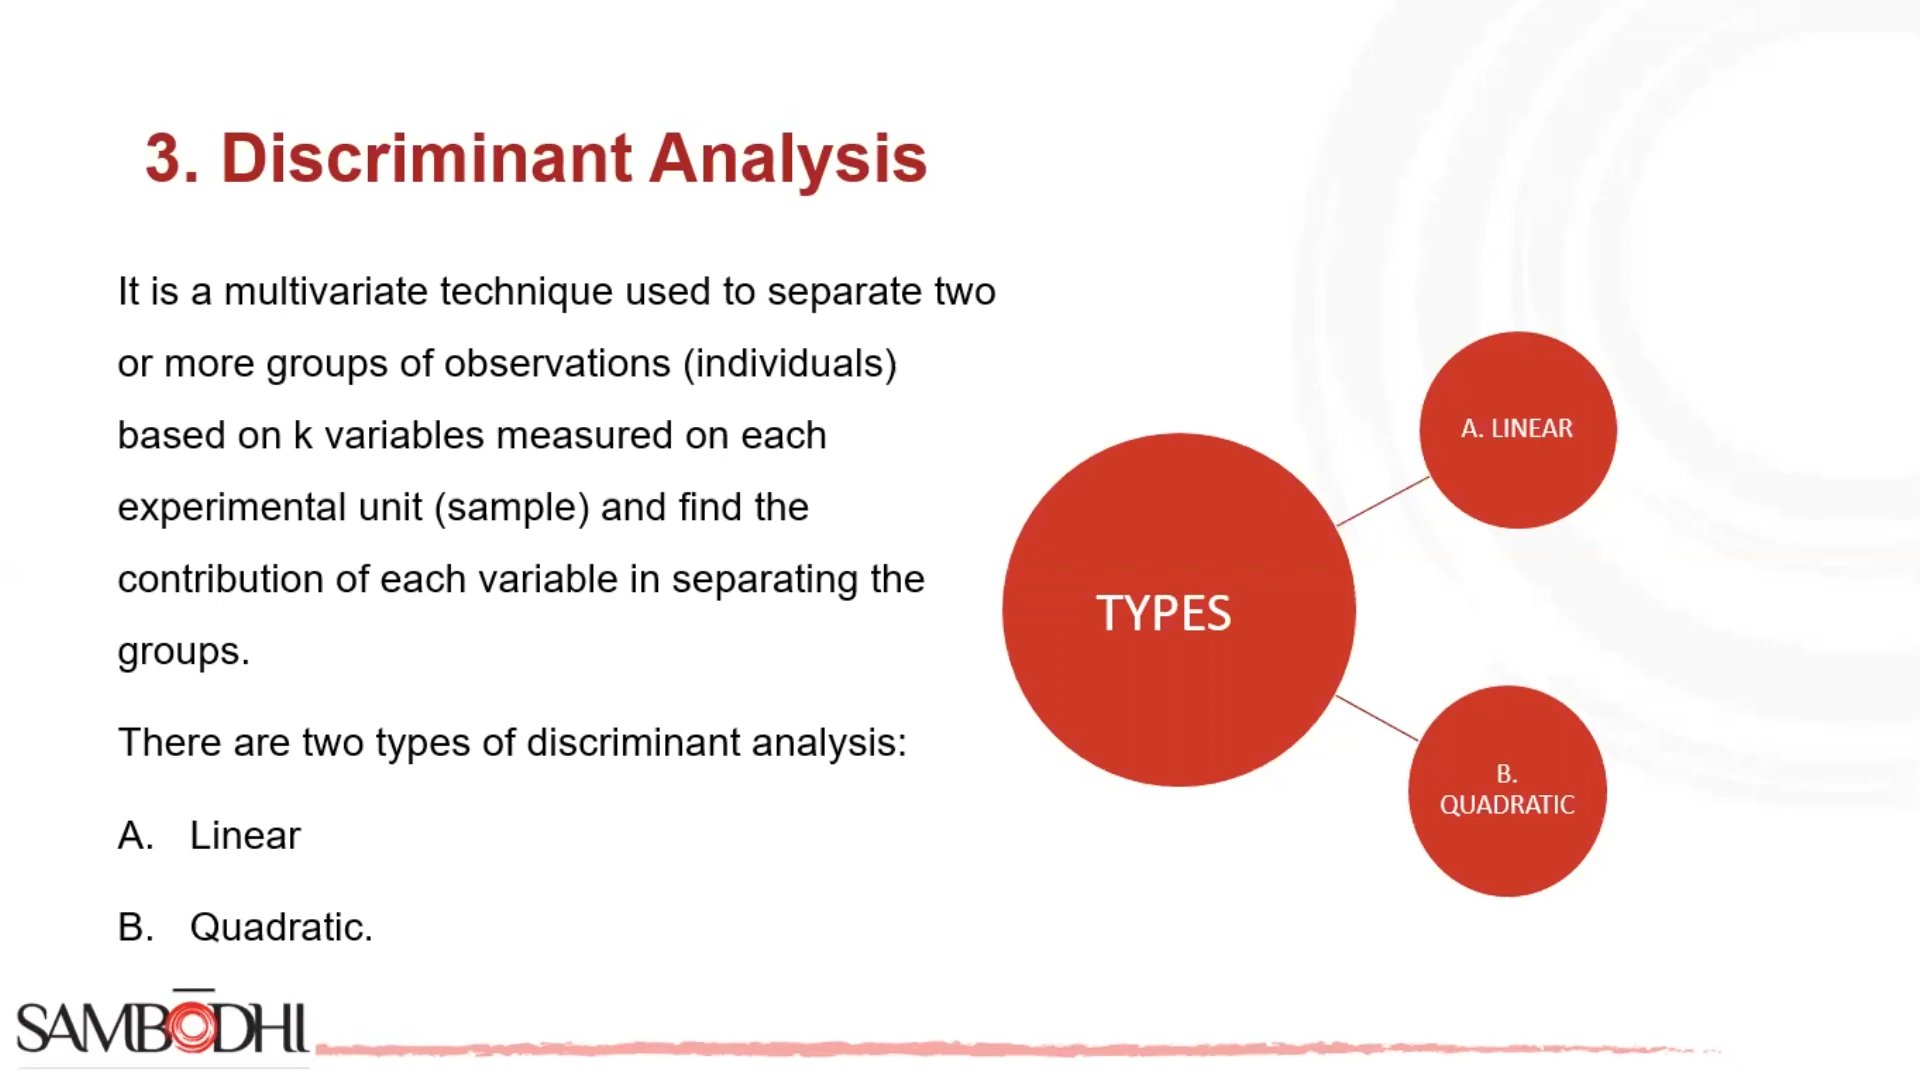 3. Discriminant Analysis
It is a multivariate technique used to separate two
or more groups of observations (individuals)
based on k variables measured on each
experimental unit (sample) and find the
contribution of each variable in separating the
groups.
There are two types of discriminant analysis:
A. Linear
B. Quadratic.
TYPES
A. LINEAR
B.
QUADRATIC
SAMBŌDHI